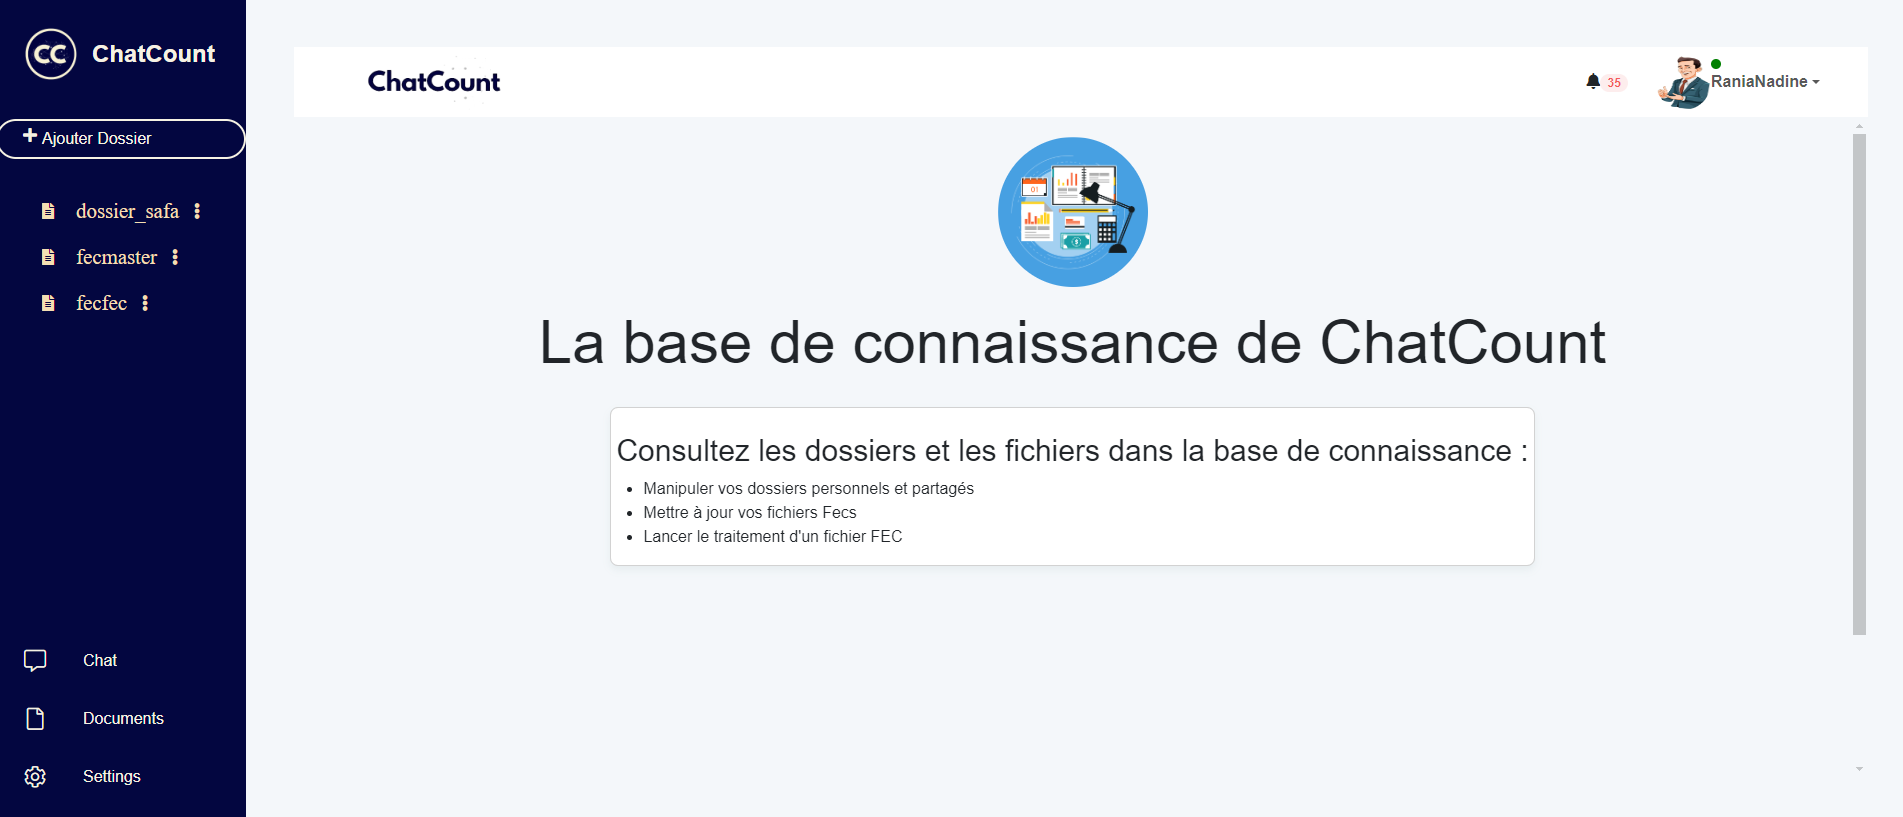 CC ChatCount
Ajouter Dossier
dossier_safa
fecmaster
fecfec
Chat
Documents
Settings
ChatCount
35
RaniaNadine
01
La base de connaissance de ChatCount
Consultez les dossiers et les fichiers dans la base de connaissance :
Manipuler vos dossiers personnels et partagés
Mettre à jour vos fichiers Fecs
Lancer le traitement d'un fichier FEC